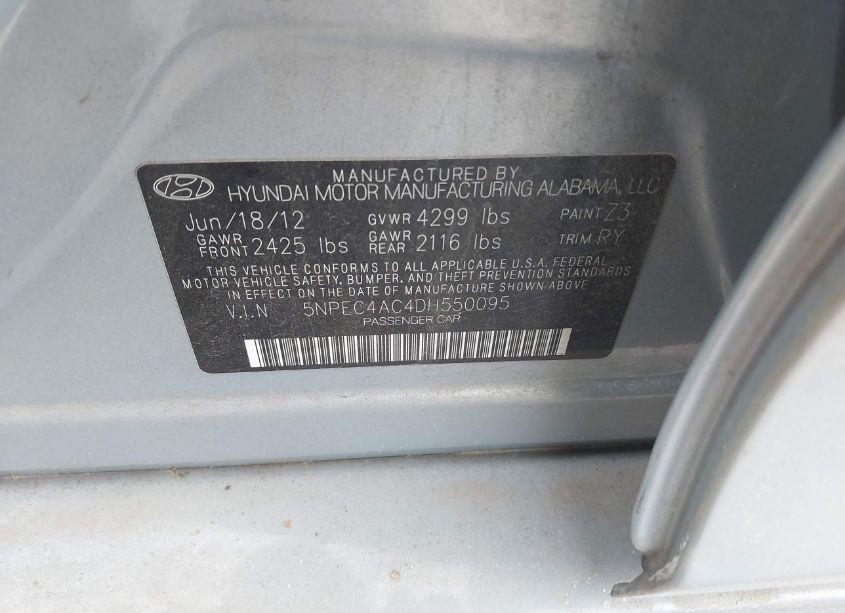 MANUFACTURED BY
HYUNDAI MOTOR MANUFACTURING ALABAMA, LLC
Jun/18/12 GVWR 4299 lbs PAINT Z3
GAWR FRONT 2425 lbs GAWR REAR 2116 lbs TRIM RY
THIS VEHICLE CONFORMS TO ALL APPLICABLE U.S.A. FEDERAL
MOTOR VEHICLE SAFETY, BUMPER, AND THEFT PREVENTION STANDARDS
IN EFFECT ON THE DATE OF MANUFACTURE SHOWN ABOVE
V.I.N 5NPEC4AC4DH550095
PASSENGER CAR